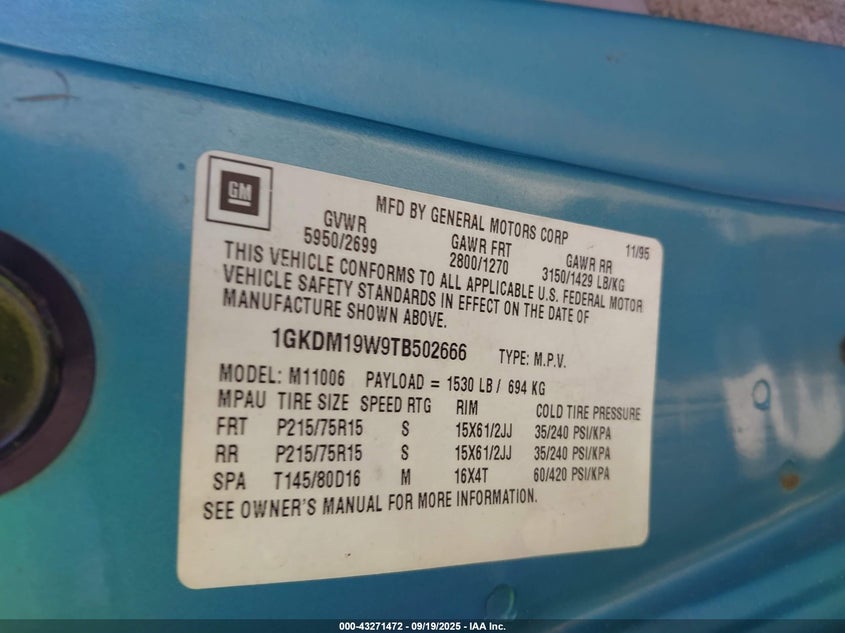 GM
MFD BY GENERAL MOTORS CORP 11/95
GVWR GAWR FRT GAWR RR
5950/2699 2800/1270 3150/1429 LB/KG
THIS VEHICLE CONFORMS TO ALL APPLICABLE U.S. FEDERAL MOTOR
VEHICLE SAFETY STANDARDS IN EFFECT ON THE DATE OF
MANUFACTURE SHOWN ABOVE.
1GKDM19W9TB502666 TYPE: M.P.V.
MODEL: M11006 PAYLOAD = 1530 LB/ 694 KG
MPAU TIRE SIZE SPEED RTG RIM COLD TIRE PRESSURE
FRT P215/75R15 S 15X61/2JJ 35/240 PSI/KPA
RR P215/75R15 S 15X61/2JJ 35/240 PSI/KPA
SPA T145/80D16 M 16X4T 60/420 PSI/KPA
SEE OWNER'S MANUAL FOR MORE INFORMATION.
000-43271472 - 09/19/2025 - IAA Inc.